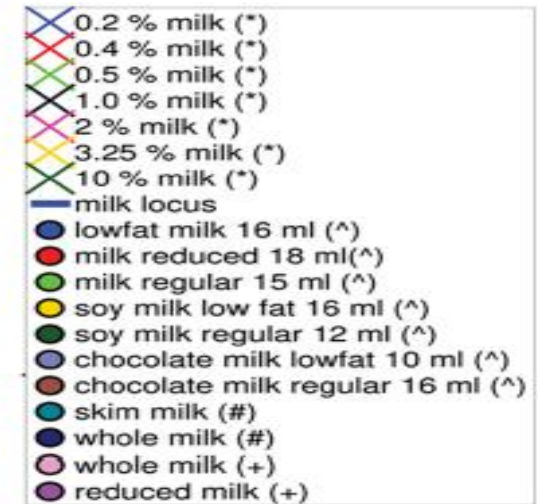 0.2 % milk (*)
0.4 % milk (*)
0.5 % milk (*)
1.0 % milk (*)
2 % milk (*)
3.25 % milk (*)
10 % milk (*)
milk locus
lowfat milk 16 ml (^)
milk reduced 18 ml(^)
milk regular 15 ml (^)
soy milk low fat 16 ml (^)
soy milk regular 12 ml (^)
chocolate milk lowfat 10 ml (^)
chocolate milk regular 16 ml (^)
skim milk (#)
whole milk (#)
whole milk (+)
reduced milk (+)